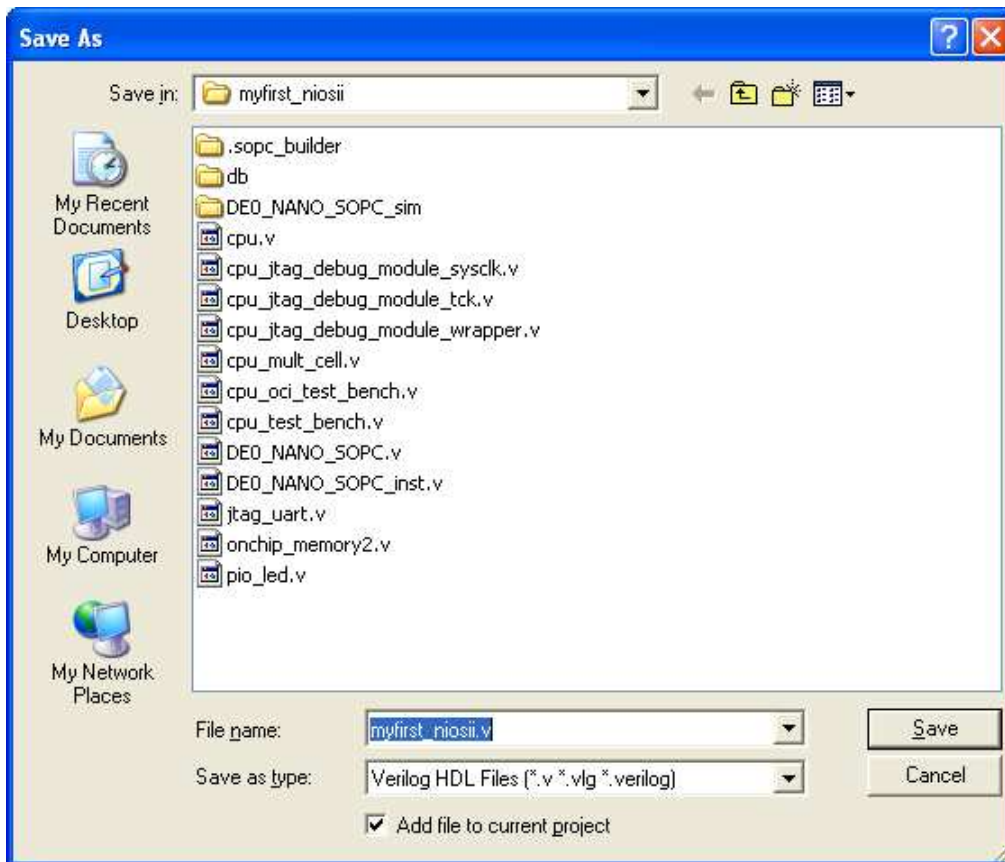 Save As
Save in:
myfirst_niosii
My Recent
Documents
Desktop
My Documents
My Computer
My Network
Places
.sopc_builder
db
DE0_NANO_SOPC_sim
cpu.v
cpu_jtag_debug_module_sysclk.v
cpu_jtag_debug_module_tck.v
cpu_jtag_debug_module_wrapper.v
cpu_mult_cell.v
cpu_oci_test_bench.v
cpu_test_bench.v
DE0_NANO_SOPC.v
DE0_NANO_SOPC_inst.v
jtag_uart.v
onchip_memory2.v
pio_led.v
File name:
myfirst_niosii.v
Save
Save as type:
Verilog HDL Files (*.v *.vlg *.verilog)
Cancel
Add file to current project